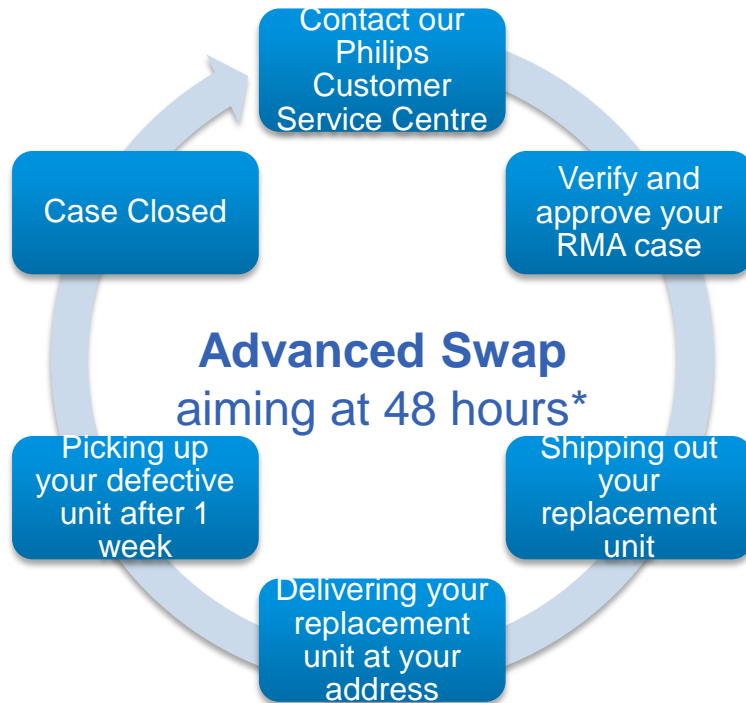 Contact our
Philips
Customer
Service Centre
Verify and
approve your
RMA case
Shipping out
your
replacement
unit
Delivering your
replacement
unit at your
address
Picking up
your defective
unit after 1
week
Case Closed
Advanced Swap
aiming at 48 hours*